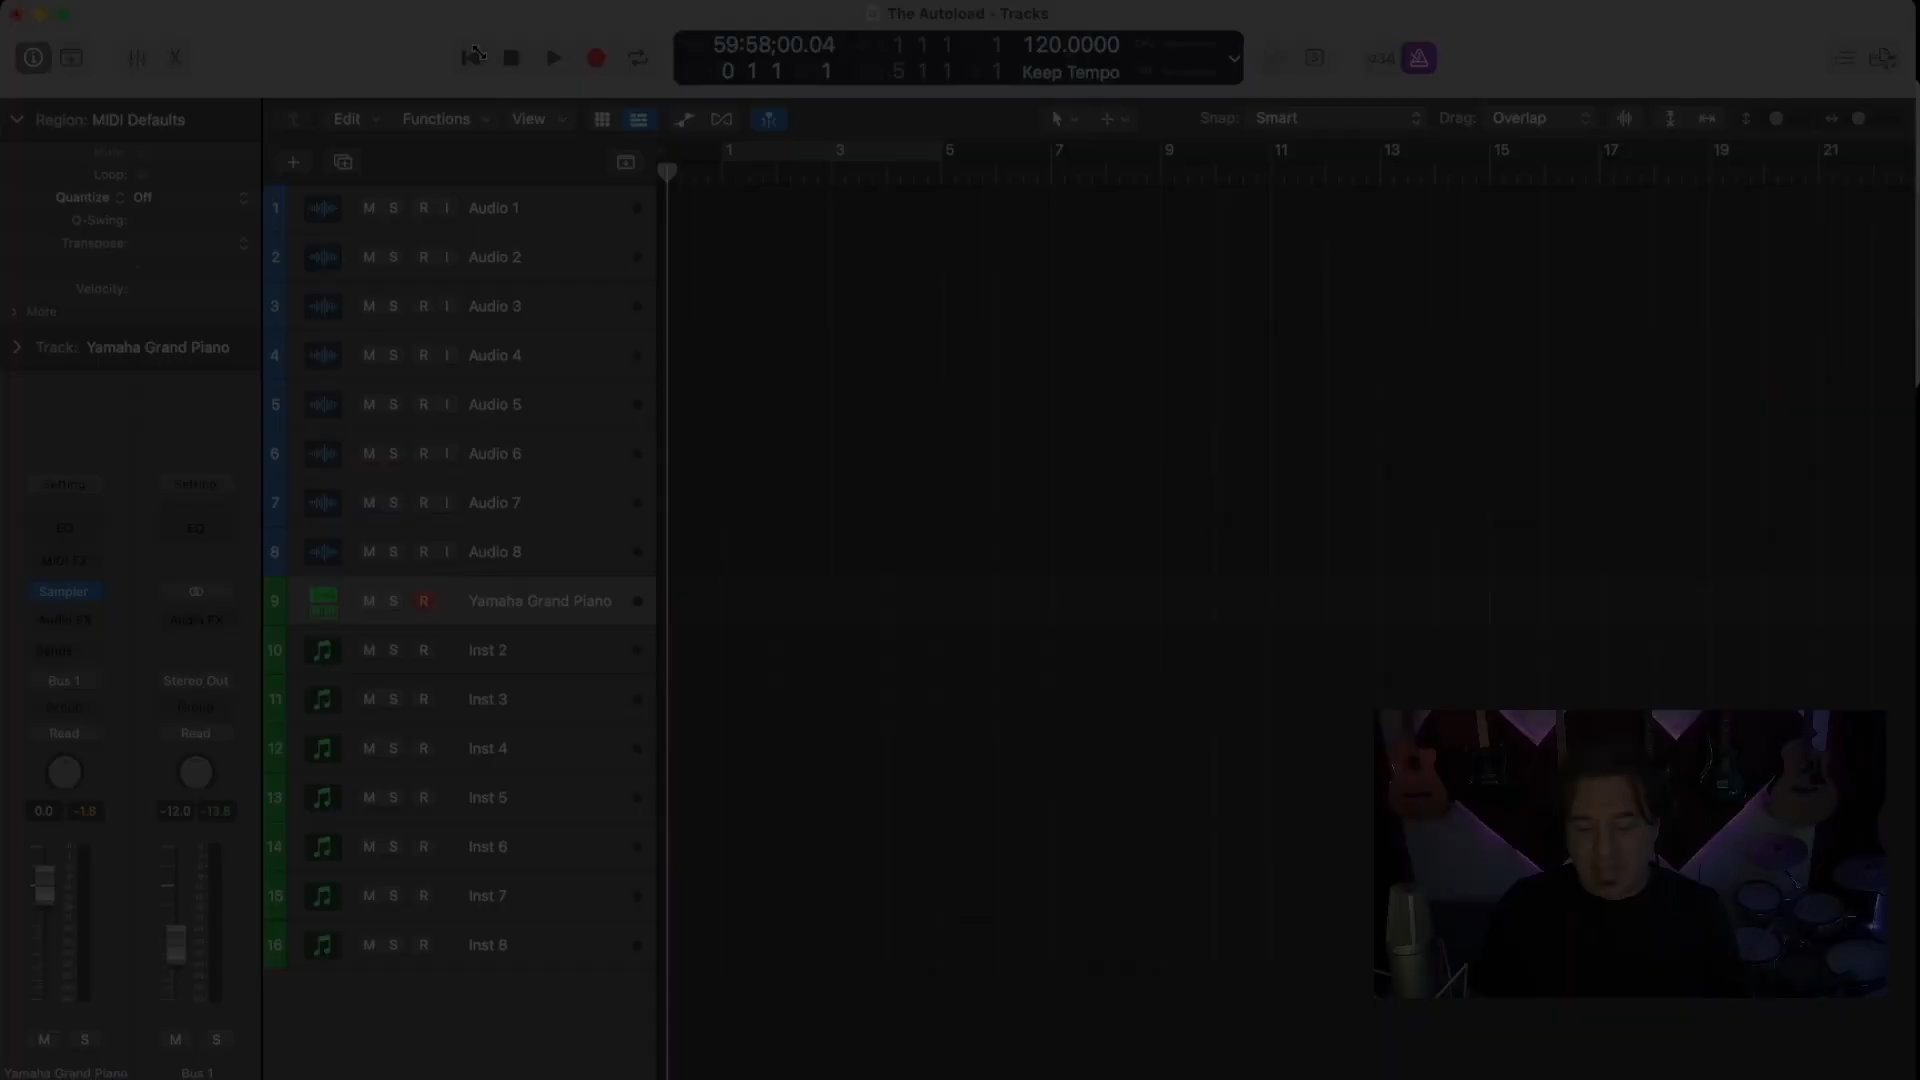 The Autoload - Tracks
59:58;00.04
0 1 1 1
1 1 1 1
5 1 1 1
120.0000
Keep Tempo
1234
Region: MIDI Defaults
Edit
Functions
View
Snap: Smart
Drag: Overlap
Loop:
Quantize Off
Q-Swing:
Transpose:
Velocity:
More
Track: Yamaha Grand Piano
1 3 5 7 9 11 13 15 17 19 21
1 M S R I Audio 1
2 M S R I Audio 2
3 M S R I Audio 3
4 M S R I Audio 4
5 M S R I Audio 5
6 M S R I Audio 6
7 M S R I Audio 7
8 M S R I Audio 8
9 M S R Yamaha Grand Piano
10 M S R Inst 2
11 M S R Inst 3
12 M S R Inst 4
13 M S R Inst 5
14 M S R Inst 6
15 M S R Inst 7
16 M S R Inst 8
Setting Setting
EQ EQ
MIDI FX
Sampler
Audio FX Audio FX
Sends
Bus 1 Stereo Out
Group Group
Read Read
0.0 -1.8 -12.0 -13.8
M S M S
Yamaha Grand Piano Bus 1